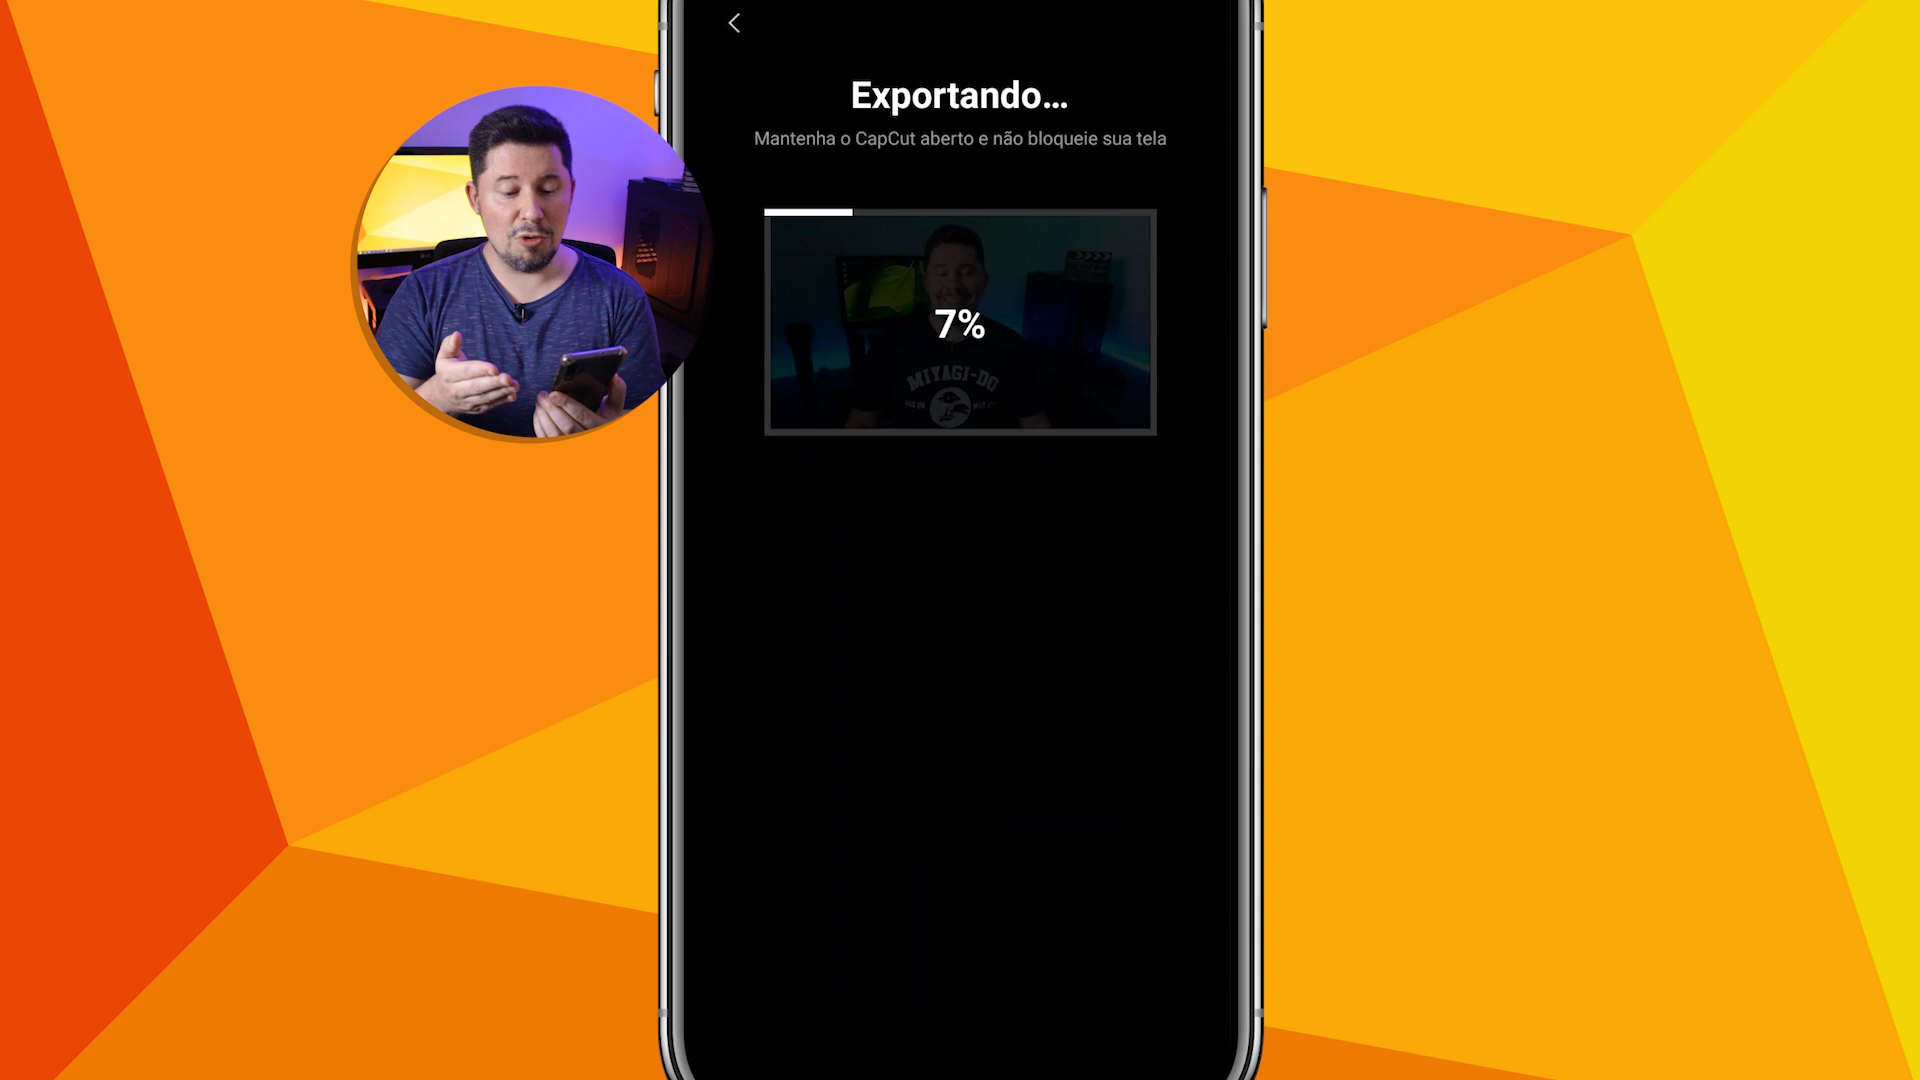 Exportando...
Mantenha o CapCut aberto e não bloqueie sua tela
7%
MIYAGI-DO